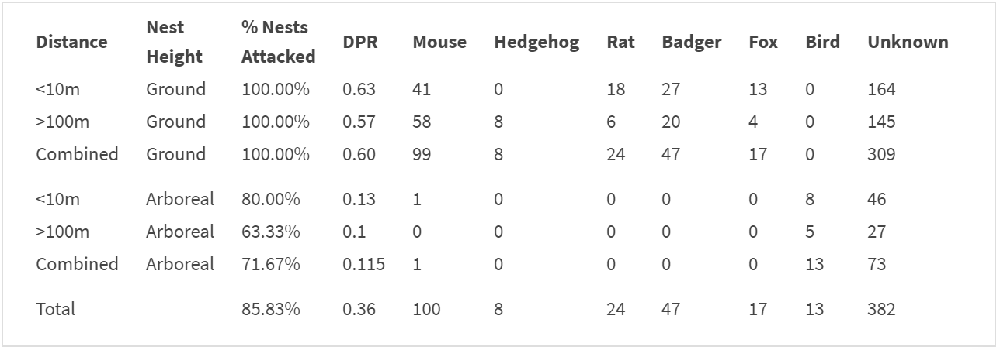 Distance Nest Height % Nests Attacked DPR Mouse Hedgehog Rat Badger Fox Bird Unknown
<10m Ground 100.00% 0.63 41 0 18 27 13 0 164
>100m Ground 100.00% 0.57 58 8 6 20 4 0 145
Combined Ground 100.00% 0.60 99 8 24 47 17 0 309
<10m Arboreal 80.00% 0.13 1 0 0 0 0 8 46
>100m Arboreal 63.33% 0.1 0 0 0 0 0 5 27
Combined Arboreal 71.67% 0.115 1 0 0 0 0 13 73
Total 85.83% 0.36 100 8 24 47 17 13 382